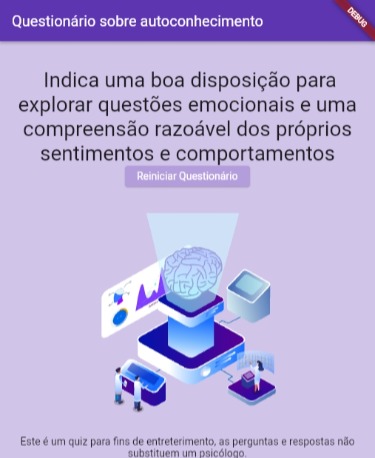 Questionário sobre autoconhecimento
DEBUG
Indica uma boa disposição para
explorar questões emocionais e uma
compreensão razoável dos próprios
sentimentos e comportamentos
Reiniciar Questionário
Este é um quiz para fins de entreterimento, as perguntas e respostas não
substituem um psicólogo.